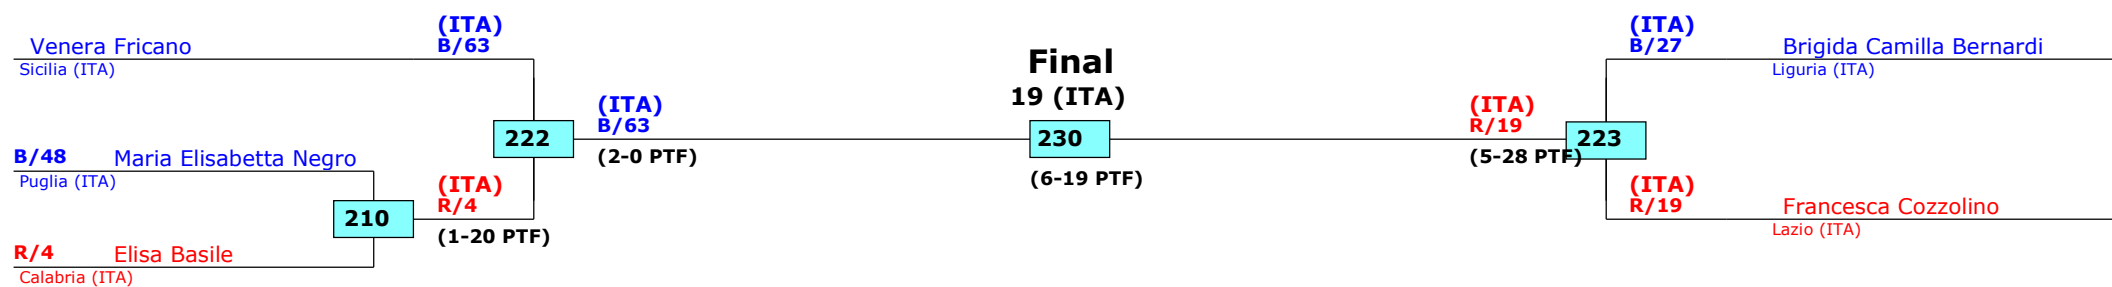 (ITA)
B/63
Venera Fricano
Sicilia (ITA)
B/48 Maria Elisabetta Negro
Puglia (ITA)
R/4 Elisa Basile
Calabria (ITA)
210
(ITA)
R/4
(1-20 PTF)
222
(ITA)
B/63
(2-0 PTF)
Final
19 (ITA)
230
(6-19 PTF)
(ITA)
R/19
(5-28 PTF)
223
(ITA)
B/27 Brigida Camilla Bernardi
Liguria (ITA)
(ITA)
R/19 Francesca Cozzolino
Lazio (ITA)